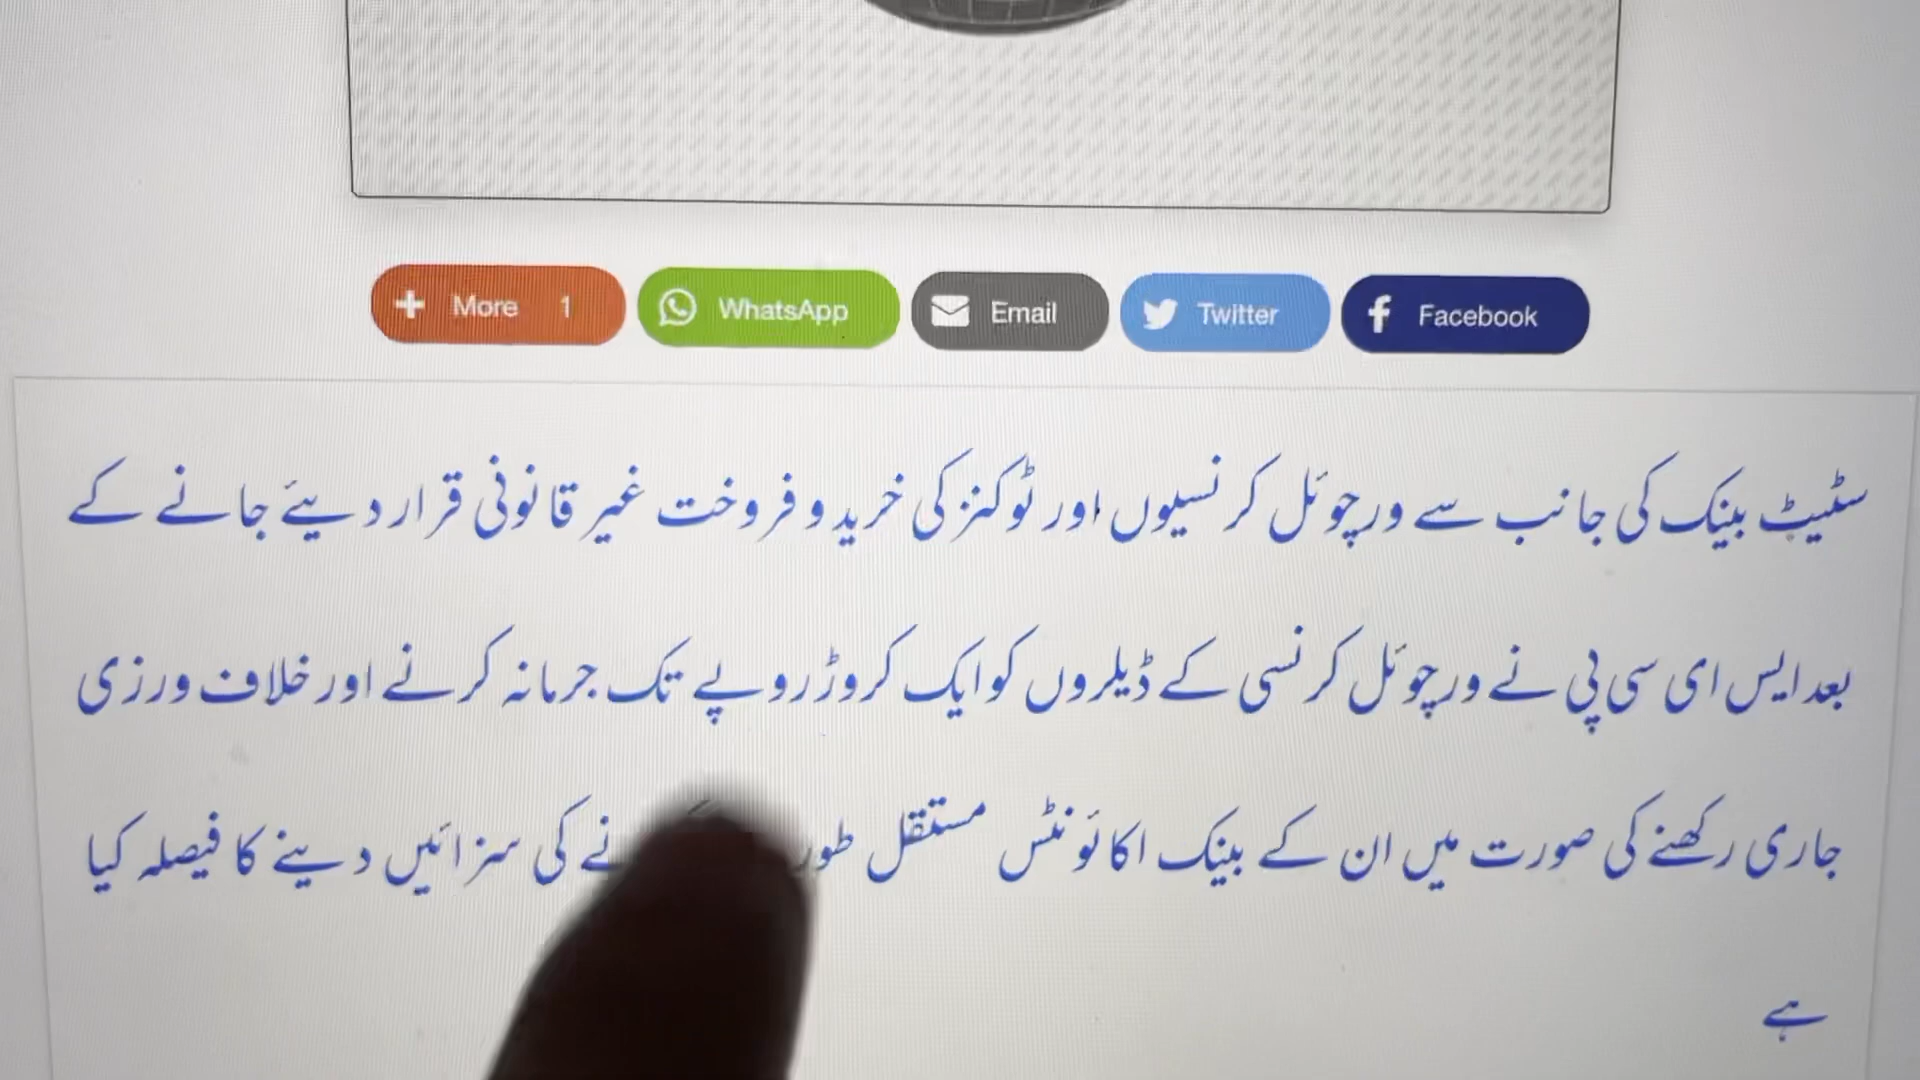 More 1
WhatsApp
Email
Twitter
Facebook
سٹیٹ بینک کی جانب سے ورچوئل کرنسیوں اور ٹوکنز کی خرید و فروخت غیر قانونی قرار دیئے جانے کے
بعد ایس ای سی پی نے ورچوئل کرنسی کے ڈیلروں کو ایک کروڑ روپے تک جرمانہ کرنے اور خلاف ورزی
جاری رکھنے کی صورت میں ان کے بینک اکائونٹس مستقل طور نے کی سزائیں دینے کا فیصلہ کیا
ہے